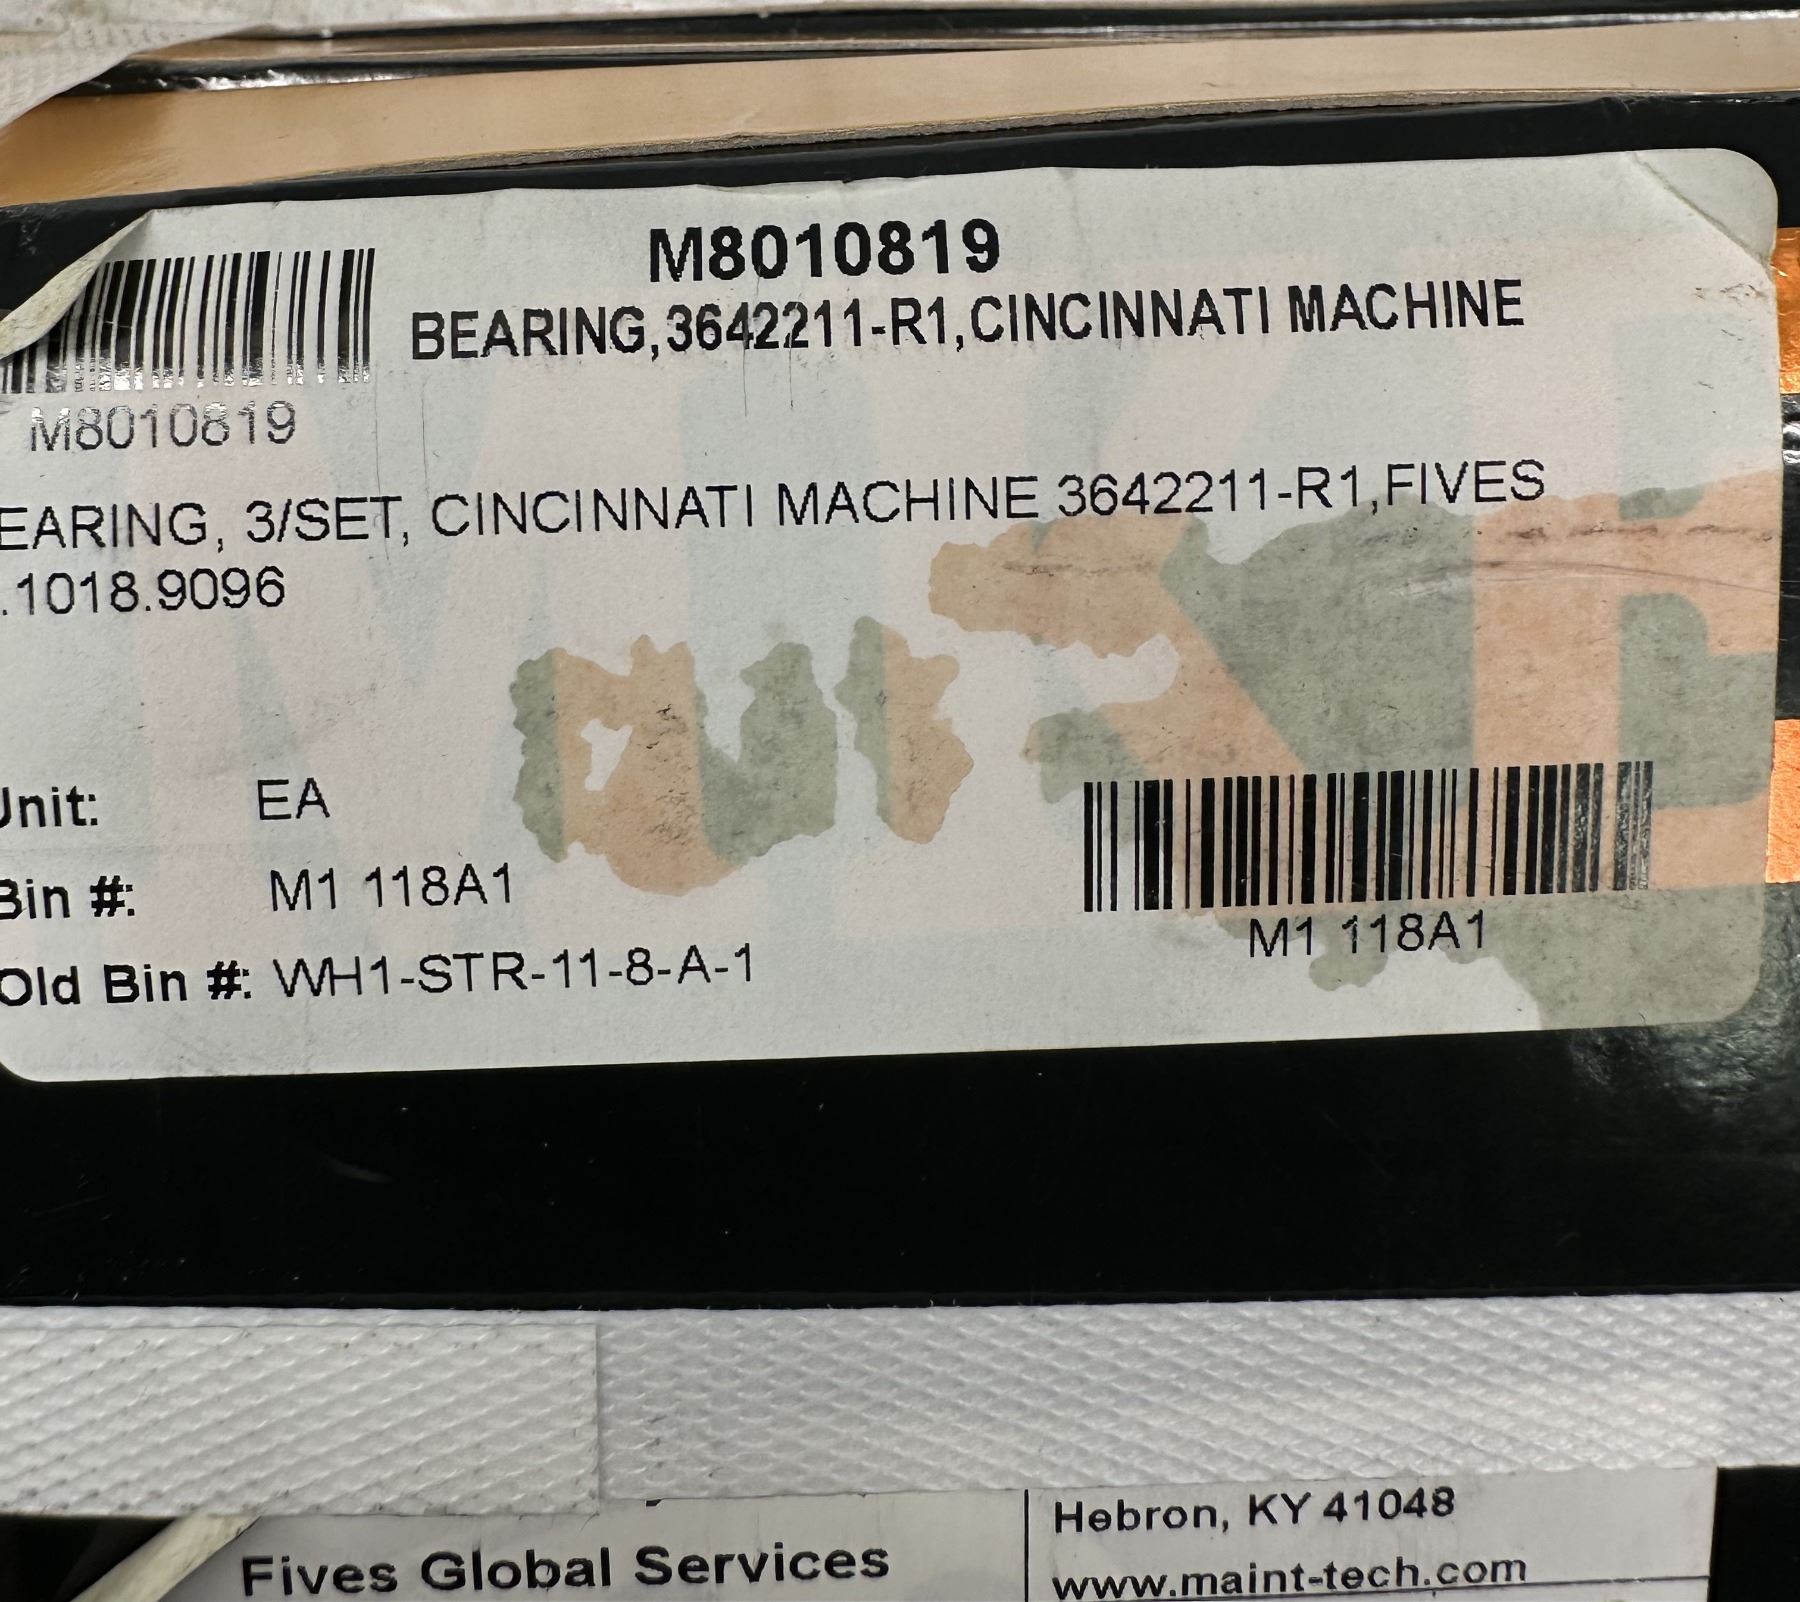 M8010819
BEARING,3642211-R1,CINCINNATI MACHINE
M8010819
EARING, 3/SET, CINCINNATI MACHINE 3642211-R1,FIVES
.1018.9096
Unit: EA
Bin #: M1 118A1
M1 118A1
Old Bin #: WH1-STR-11-8-A-1
Hebron, KY 41048
Fives Global Services
www.maint-tech.com